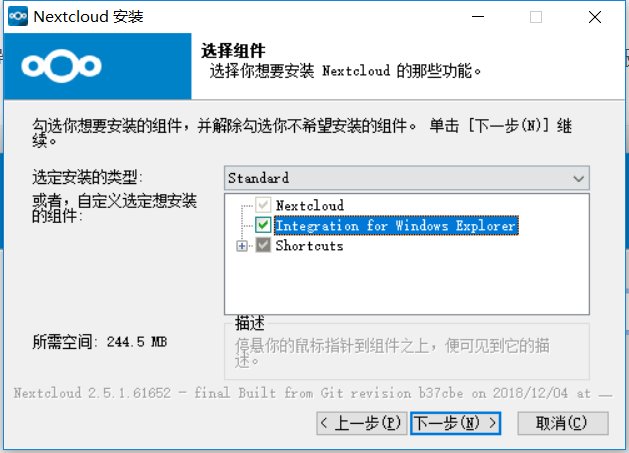 Nextcloud 安装
选择组件
选择你想要安装 Nextcloud 的那些功能。
勾选你想要安装的组件，并解除勾选你不希望安装的组件。 单击 [下一步(N)] 继
续。
选定安装的类型:
Standard
或者，自定义选定想安装
的组件:
Nextcloud
Integration for Windows Explorer
Shortcuts
所需空间: 244.5 MB
描述
停悬你的鼠标指针到组件之上，便可见到它的描
述。
Nextcloud 2.5.1.61652 - final Built from Git revision b37cbe on 2018/12/04 at
< 上一步(P)
下一步(N) >
取消(C)